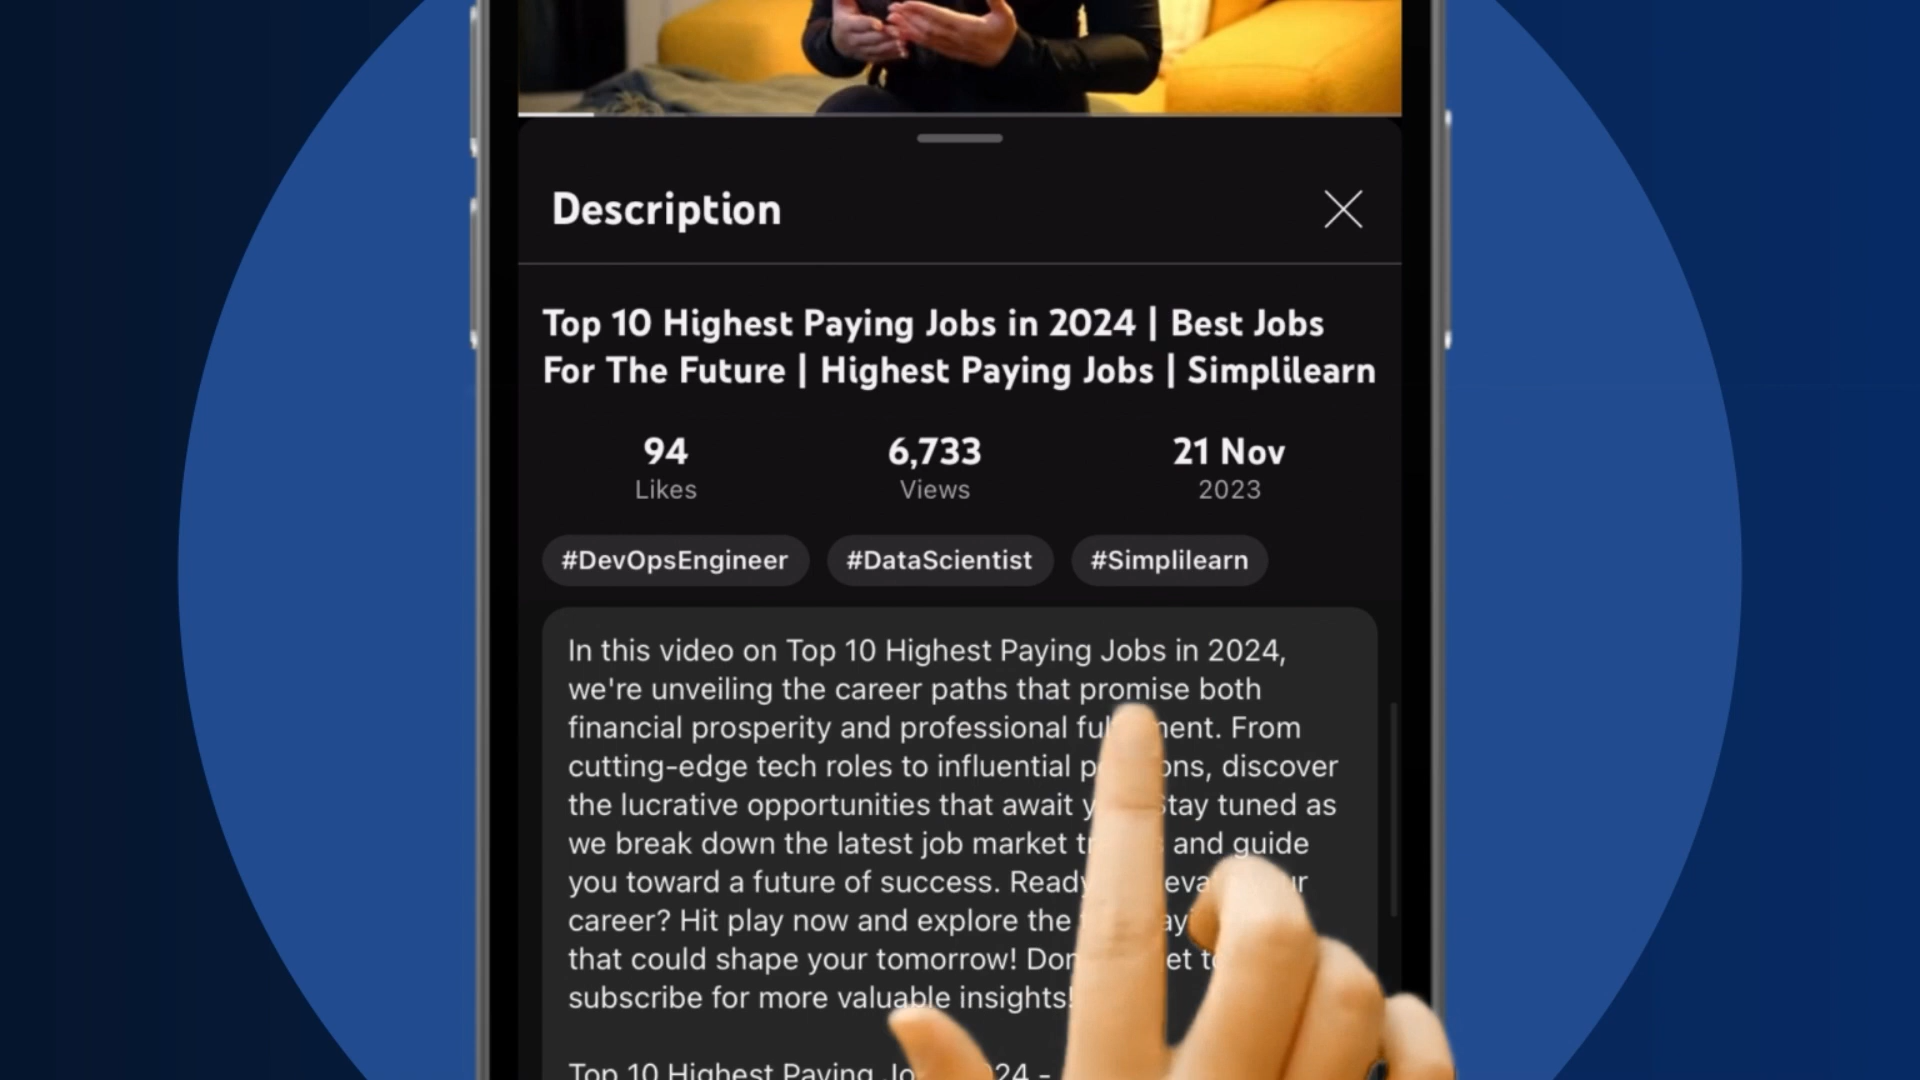 Description
Top 10 Highest Paying Jobs in 2024 | Best Jobs
For The Future | Highest Paying Jobs | Simplilearn
94 6,733 21 Nov
Likes Views 2023
#DevOpsEngineer #DataScientist #Simplilearn
In this video on Top 10 Highest Paying Jobs in 2024,
we're unveiling the career paths that promise both
financial prosperity and professional From
cutting-edge tech roles to influential discover
the lucrative opportunities that await tuned as
we break down the latest job market and guide
you toward a future of success. Ready
career? Hit play now and explore the
that could shape your tomorrow!
subscribe for more valuable insights!
Top 10 Highest Paying